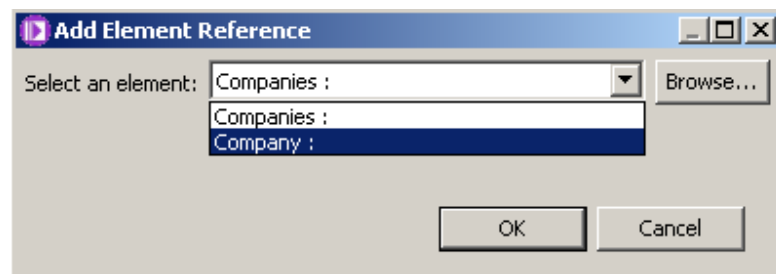 Add Element Reference
Select an element: Companies : Browse...
Companies :
Company :
OK Cancel